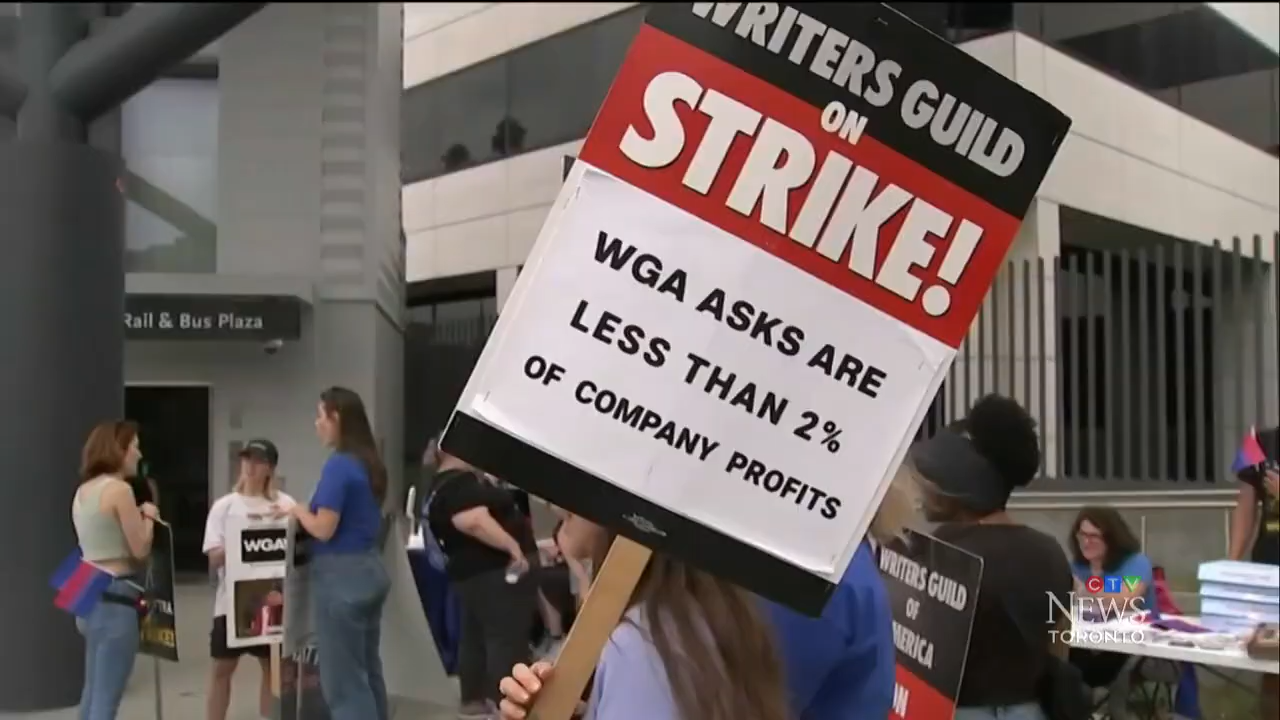 WRITERS GUILD
ON
STRIKE!
WGA ASKS ARE
LESS THAN 2%
OF COMPANY PROFITS
Rail & Bus Plaza
WGA
WRITERS GUILD
OF
CTV
NEWS
TORONTO